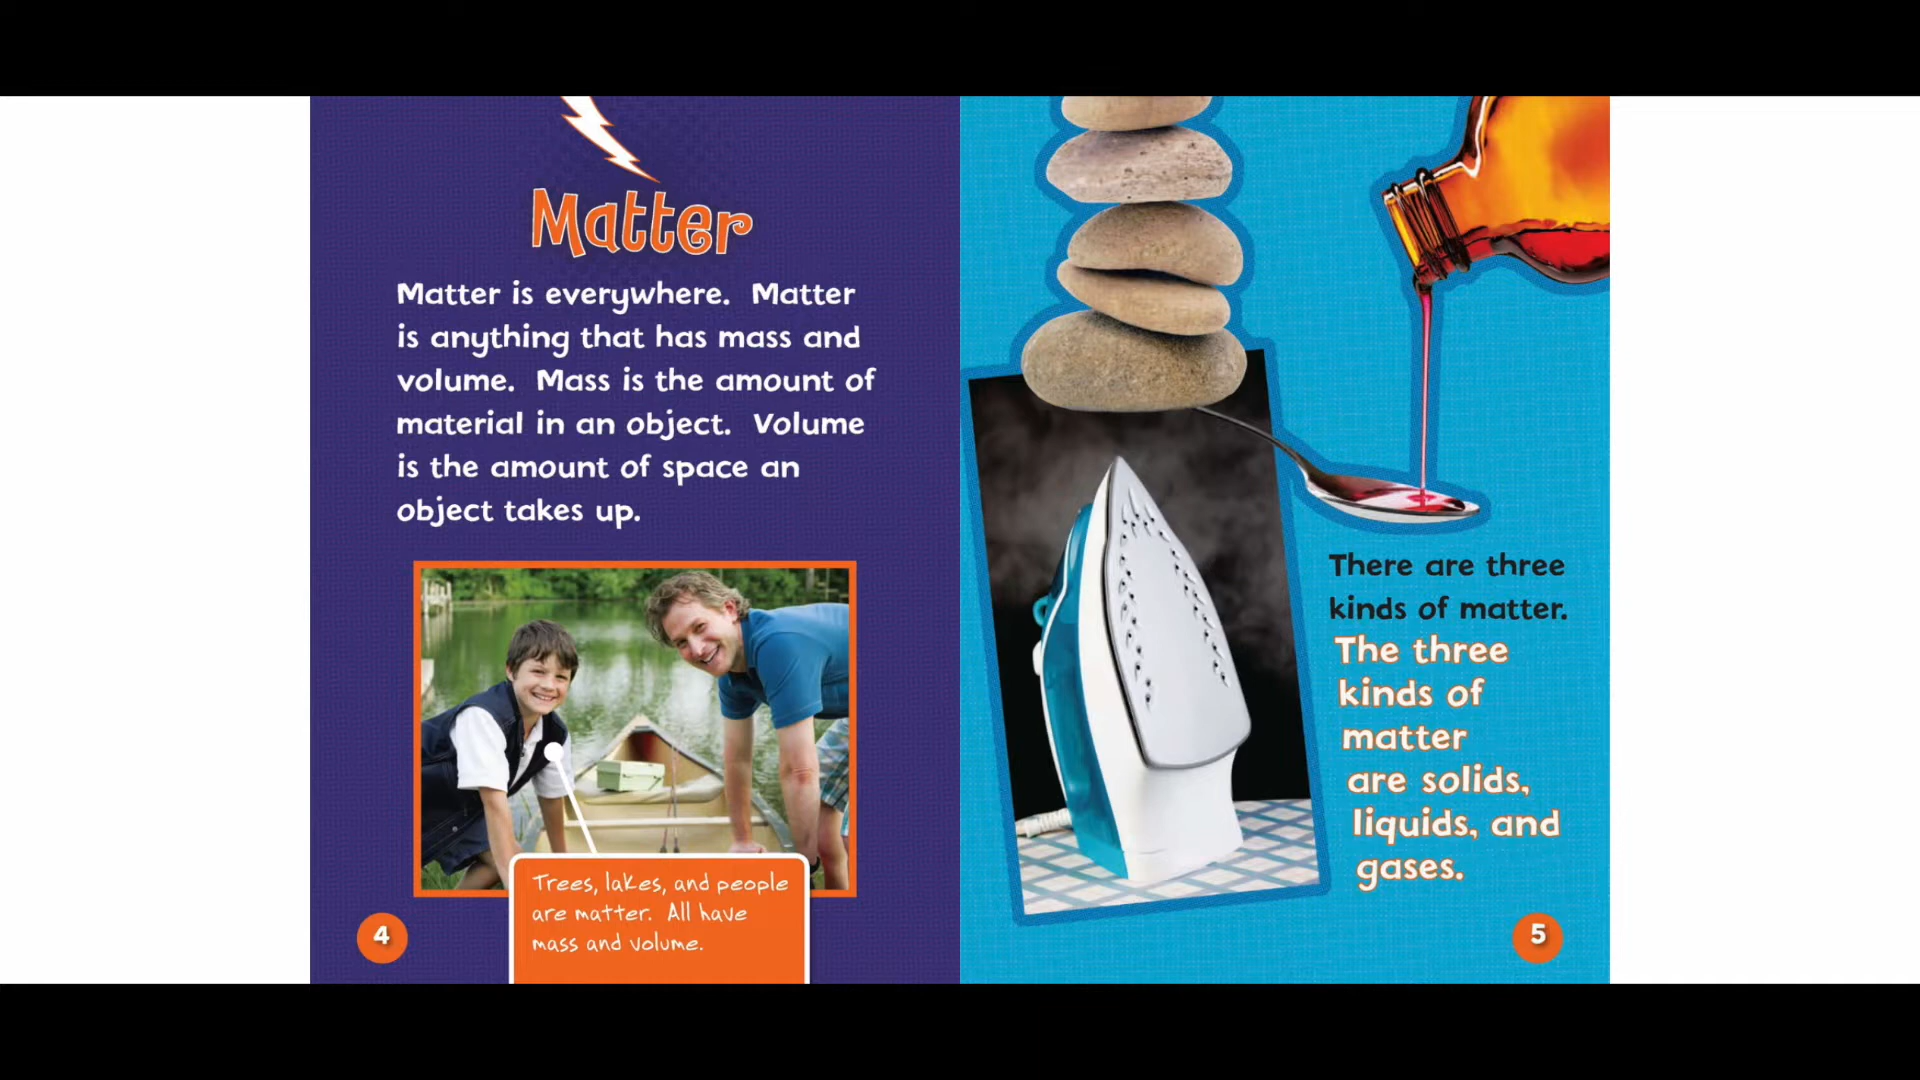 Matter
Matter is everywhere. Matter
is anything that has mass and
volume. Mass is the amount of
material in an object. Volume
is the amount of space an
object takes up.
Trees, lakes, and people
are matter. All have
mass and volume.
4
There are three
kinds of matter.
The three
kinds of
matter
are solids,
liquids, and
gases.
5